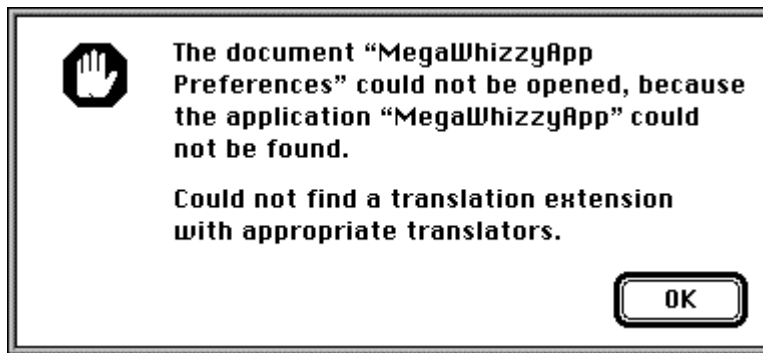 The document “MegaWhizzyApp
Preferences” could not be opened, because
the application “MegaWhizzyApp” could
not be found.
Could not find a translation extension
with appropriate translators.
OK